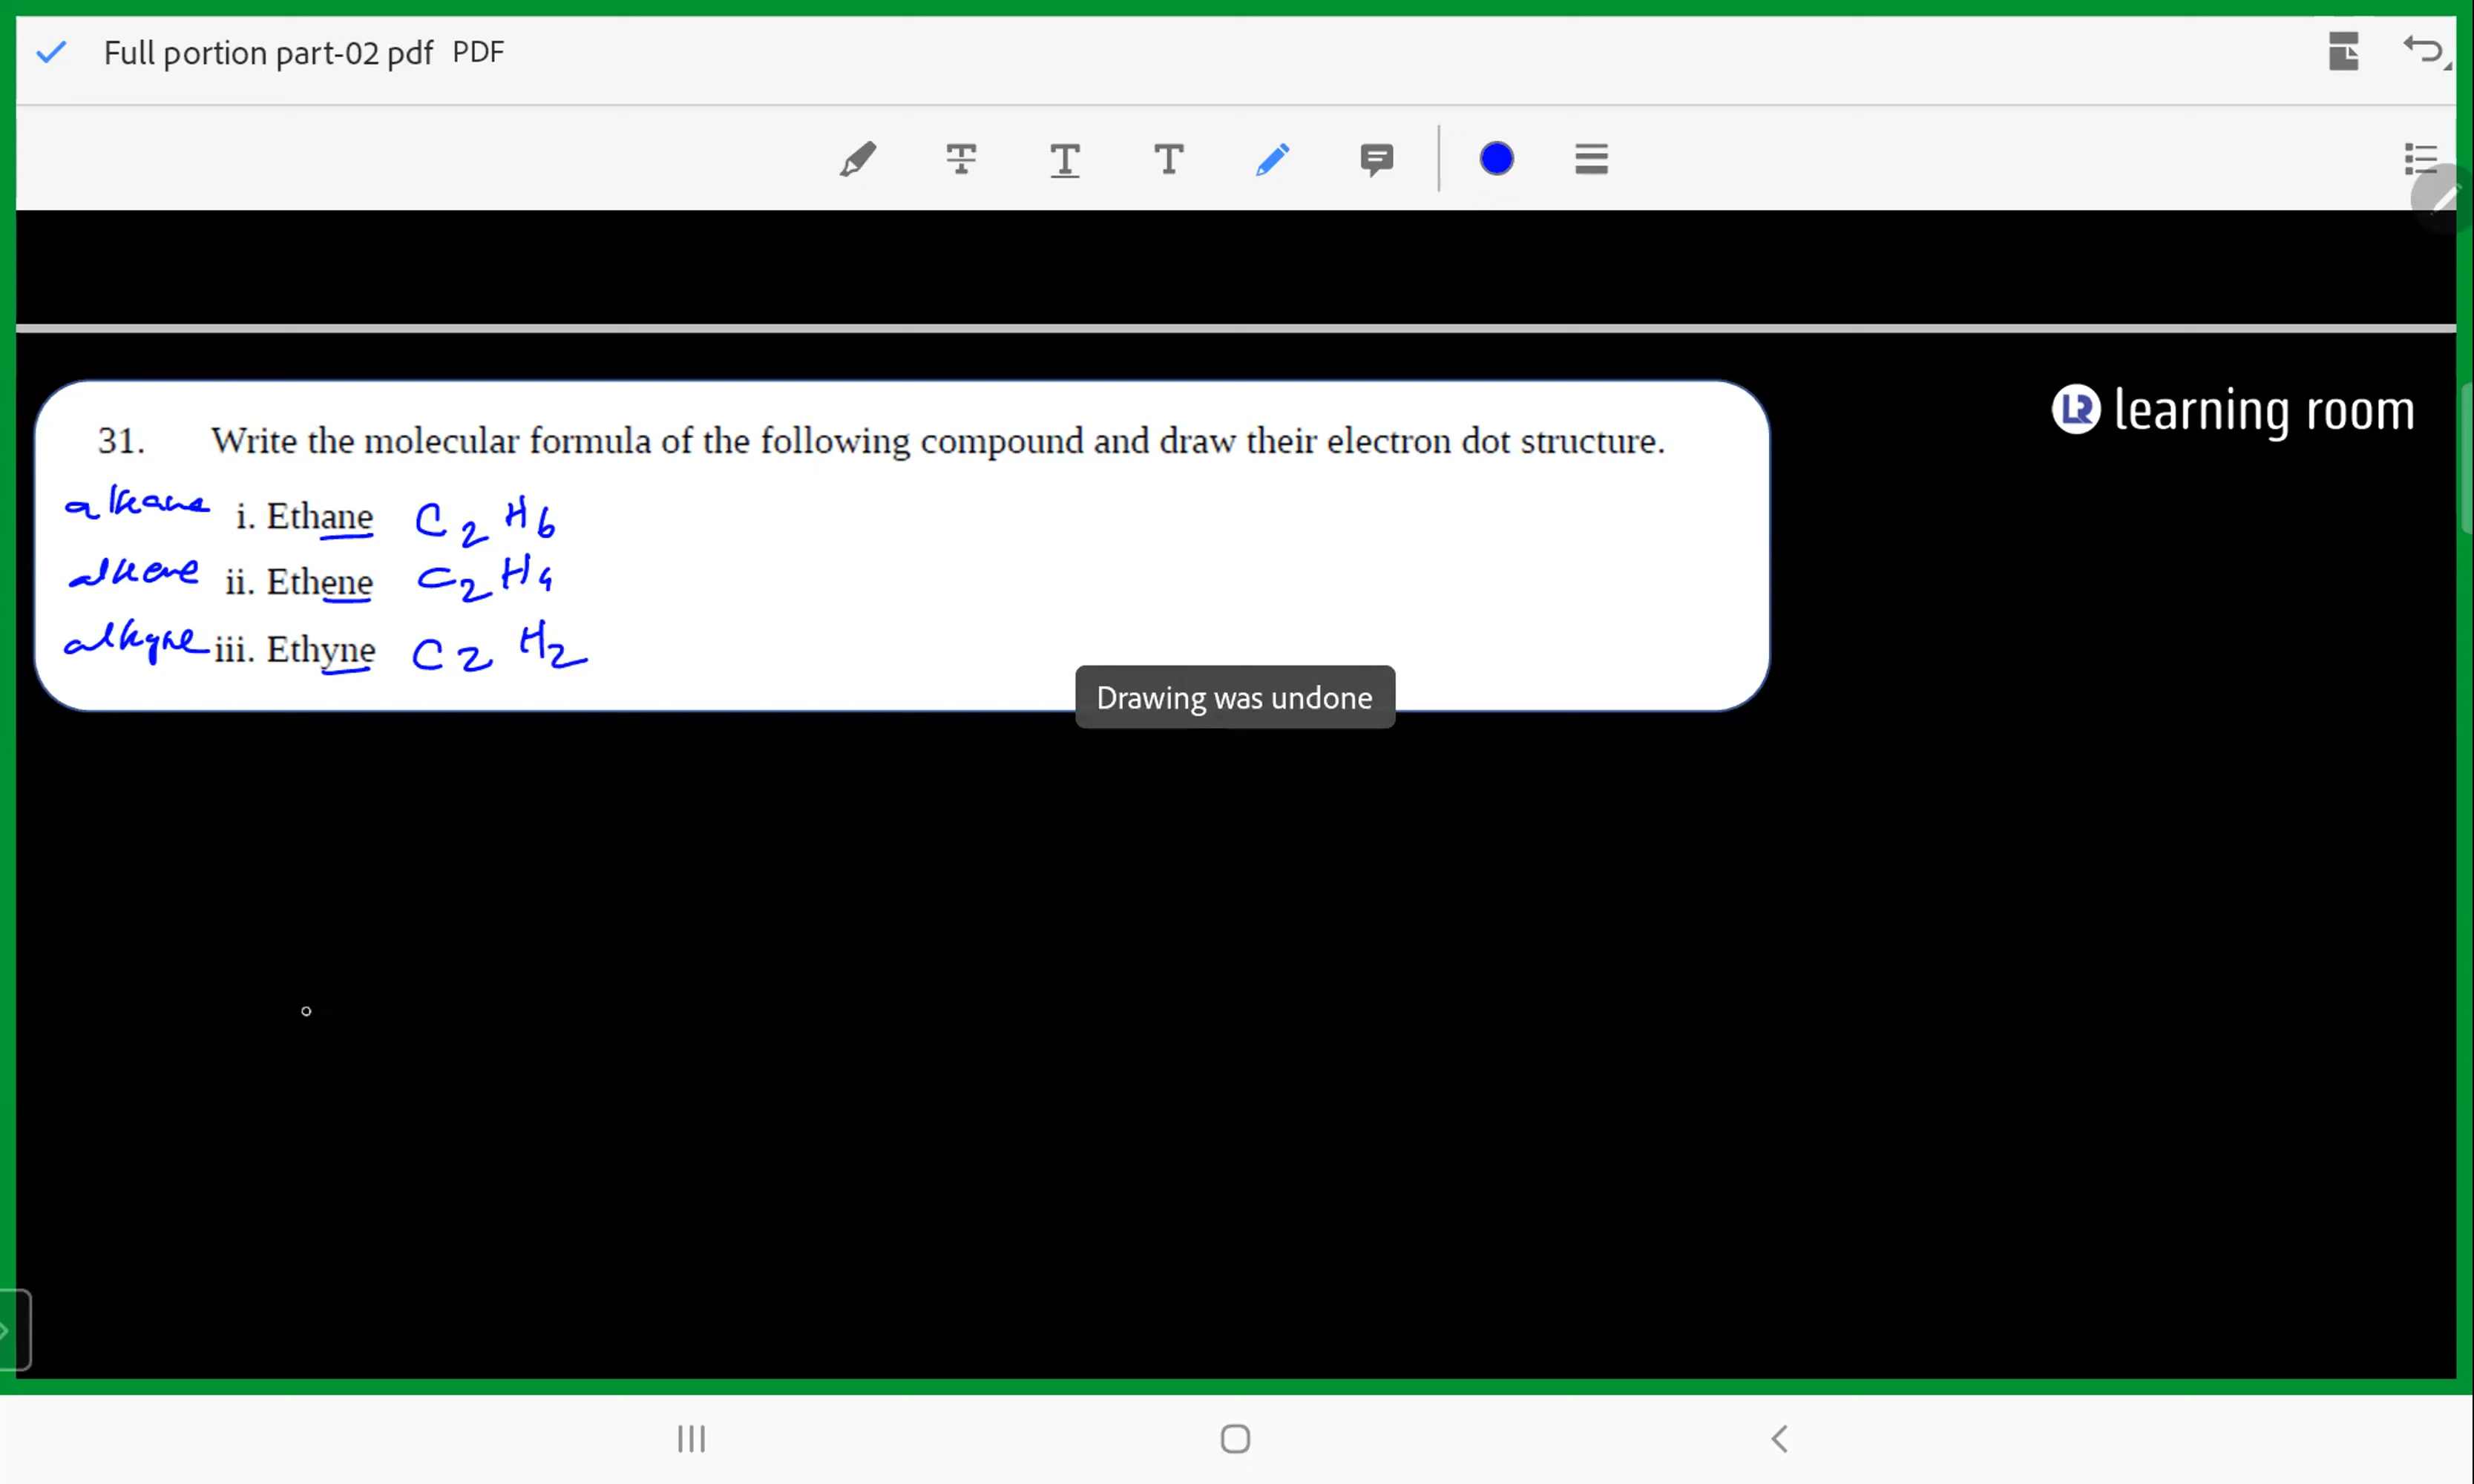 Full portion part-02 pdf PDF
LR learning room
31. Write the molecular formula of the following compound and draw their electron dot structure.
alkane i. Ethane C2H6
alkene ii. Ethene C2H4
alkyne iii. Ethyne C2H2
Drawing was undone